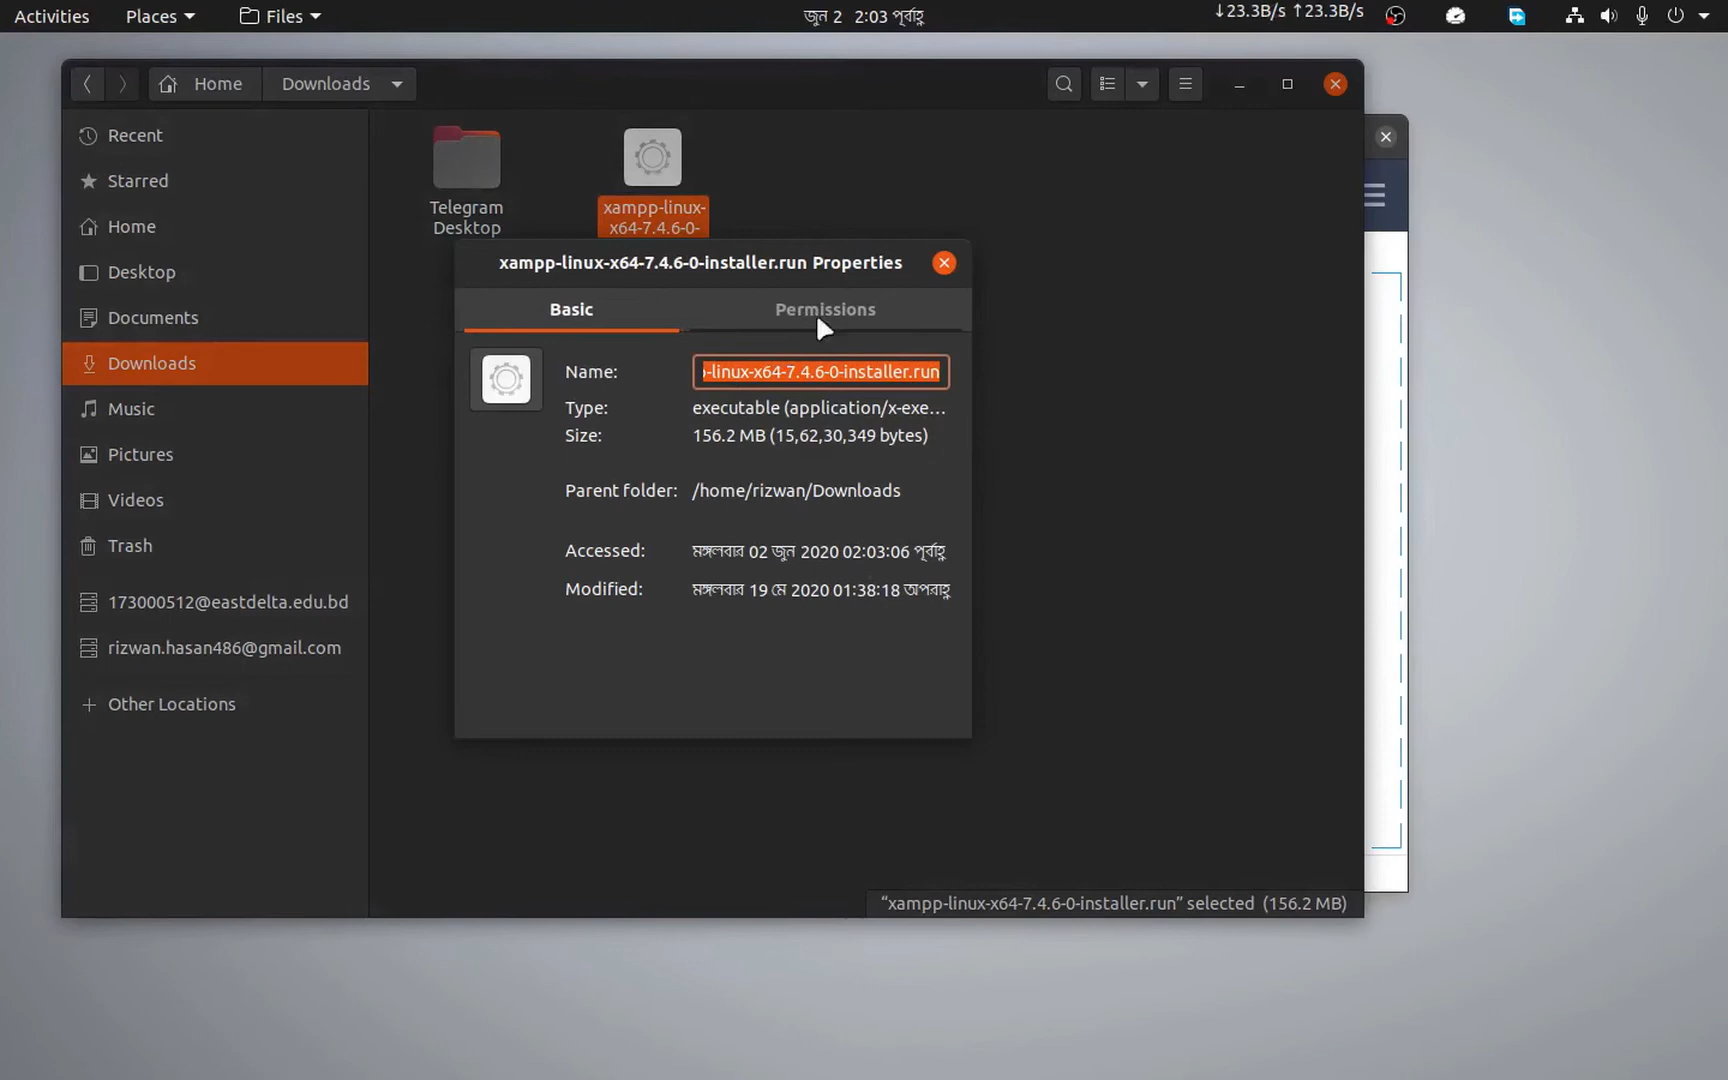 Activities Places Files জুন 2 2:03 পূর্বাহ্ণ ↓23.3B/s ↑23.3B/s
Home Downloads
Recent
Starred
Home
Desktop
Documents
Downloads
Music
Pictures
Videos
Trash
173000512@eastdelta.edu.bd
rizwan.hasan486@gmail.com
Other Locations
Telegram
Desktop
xampp-linux-
x64-7.4.6-0-
xampp-linux-x64-7.4.6-0-installer.run Properties
Basic Permissions
Name: -linux-x64-7.4.6-0-installer.run
Type: executable (application/x-exe…
Size: 156.2 MB (15,62,30,349 bytes)
Parent folder: /home/rizwan/Downloads
Accessed: মঙ্গলবার 02 জুন 2020 02:03:06 পূর্বাহ্ণ
Modified: মঙ্গলবার 19 মে 2020 01:38:18 অপরাহ্ণ
“xampp-linux-x64-7.4.6-0-installer.run” selected (156.2 MB)